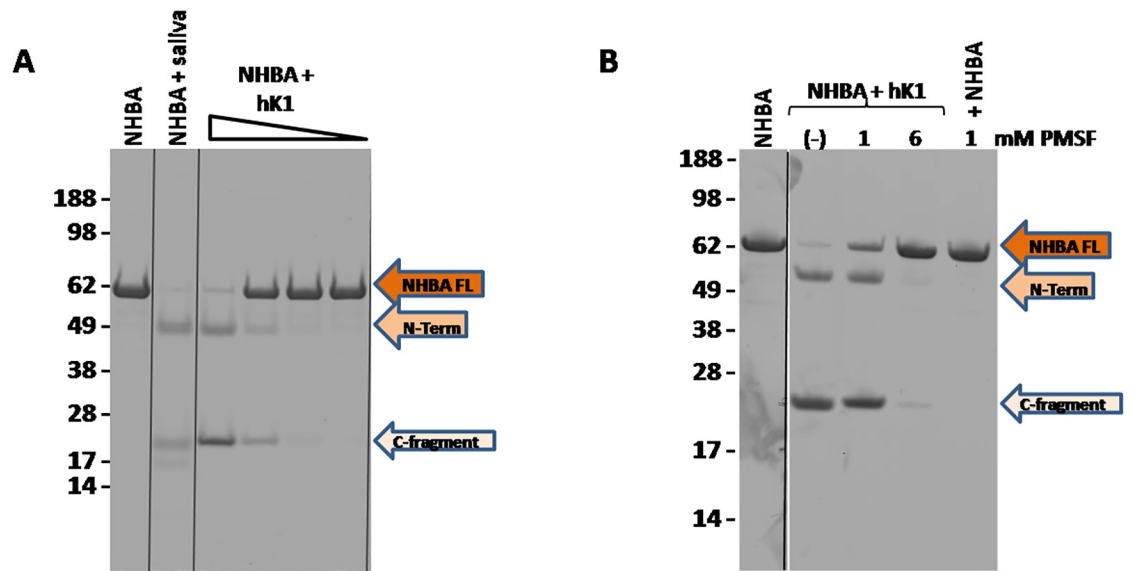 A
NHBA
NHBA + saliva
NHBA +
hK1
188
98
62
49
38
28
17
14
NHBA FL
N-Term
C-fragment
B
NHBA
NHBA + hK1
+ NHBA
(-) 1 6 1 mM PMSF
188
98
62
49
38
28
17
14
NHBA FL
N-Term
C-fragment